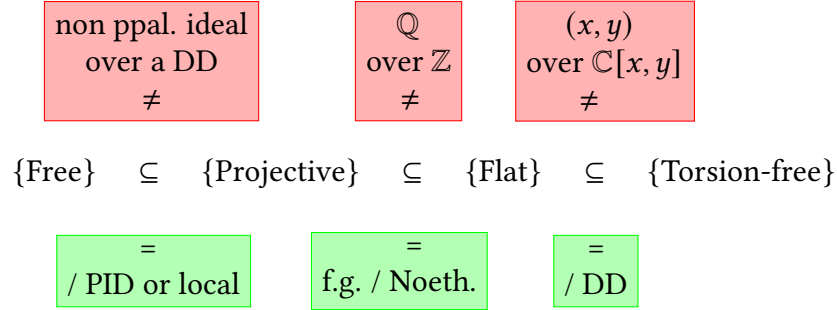 non ppal. ideal
over a DD
≠
ℚ
over ℤ
≠
(x, y)
over ℂ[x, y]
≠
{Free} ⊆ {Projective} ⊆ {Flat} ⊆ {Torsion-free}
=
/ PID or local
=
f.g. / Noeth.
=
/ DD